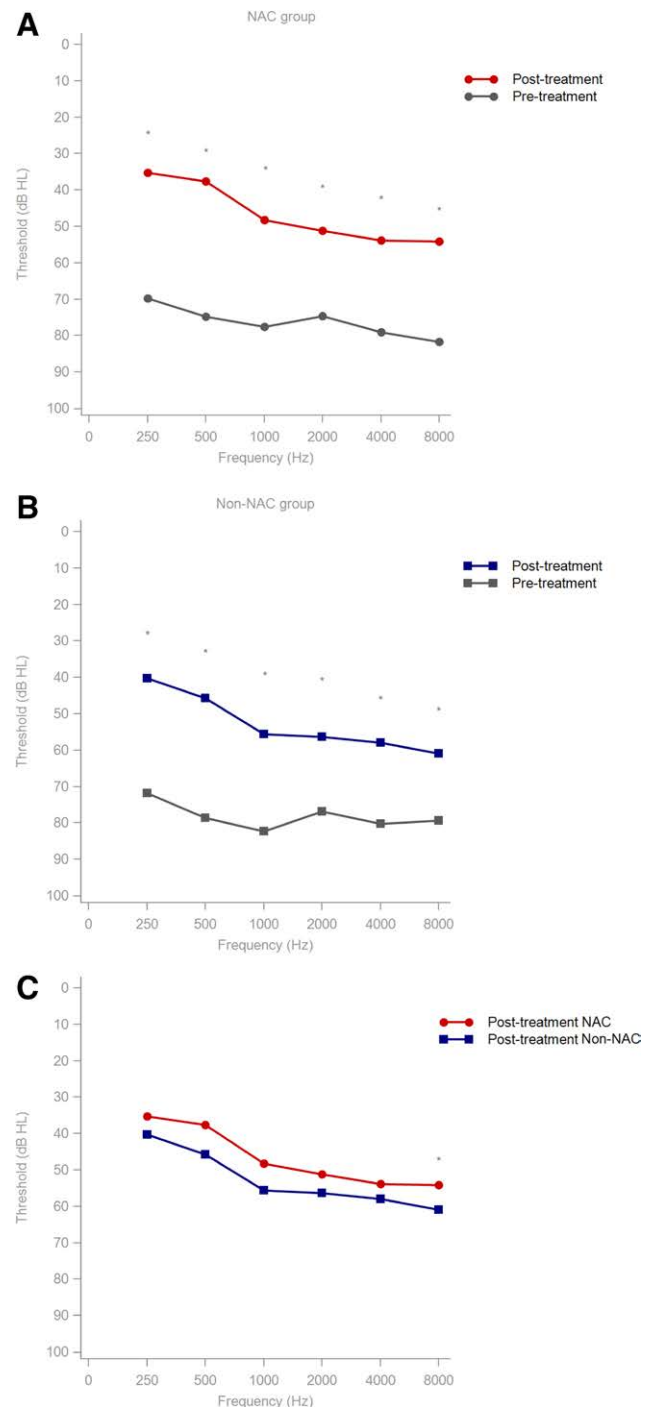 A
NAC group
0
10
20
30
40
50
60
70
80
90
100
Threshold (dB HL)
* * * * * *
Post-treatment
Pre-treatment
0 250 500 1000 2000 4000 8000
Frequency (Hz)
B
Non-NAC group
0
10
20
30
40
50
60
70
80
90
100
Threshold (dB HL)
* * * * * *
Post-treatment
Pre-treatment
0 250 500 1000 2000 4000 8000
Frequency (Hz)
C
0
10
20
30
40
50
60
70
80
90
100
Threshold (dB HL)
*
Post-treatment NAC
Post-treatment Non-NAC
0 250 500 1000 2000 4000 8000
Frequency (Hz)